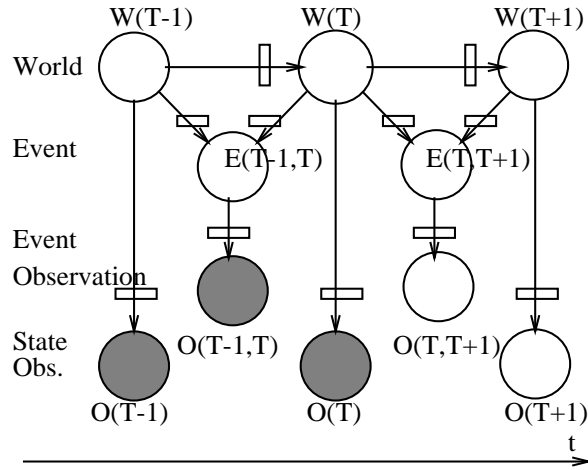 W(T-1) W(T) W(T+1)
World
Event
E(T-1,T) E(T,T+1)
Event
Observation
O(T-1,T) O(T,T+1)
State
Obs.
O(T-1) O(T) O(T+1)
t